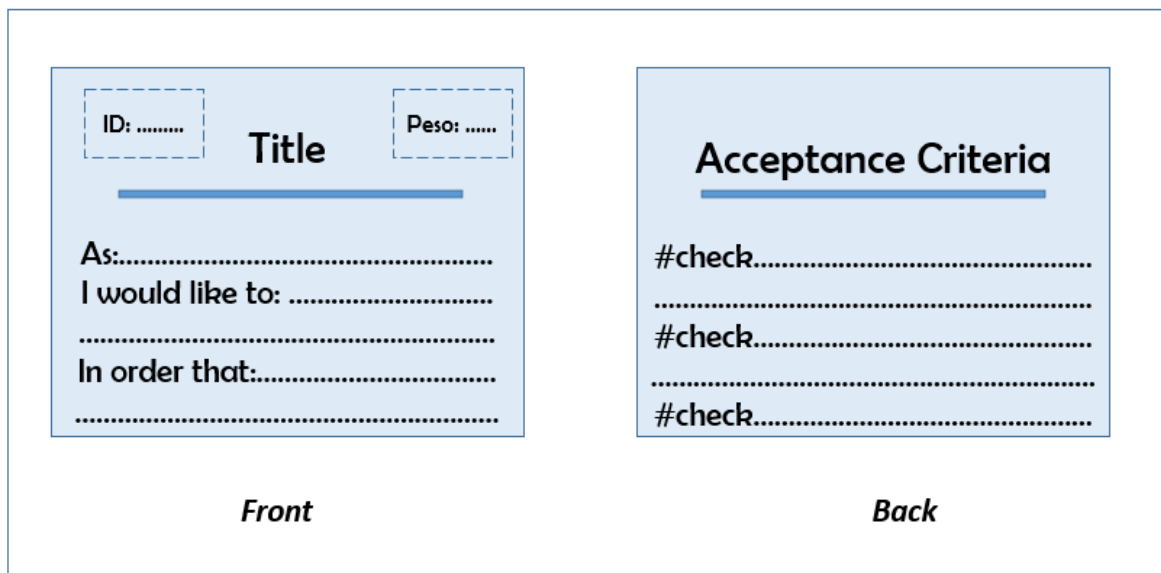 ID: .........
Title
Peso: ......
As:.....................................................
I would like to: .............................
...........................................................
In order that:..................................
............................................................
Front
Acceptance Criteria
#check................................................
..............................................................
#check................................................
...............................................................
#check................................................
Back